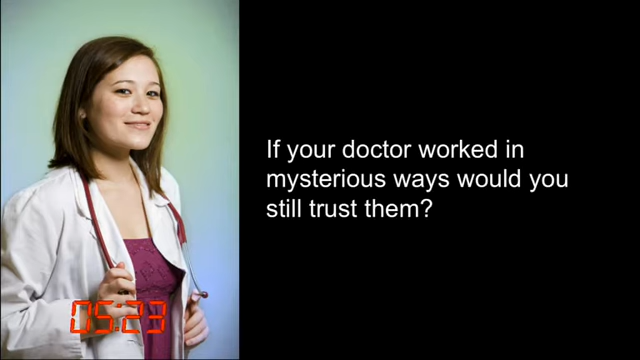 If your doctor worked in
mysterious ways would you
still trust them?
05:23